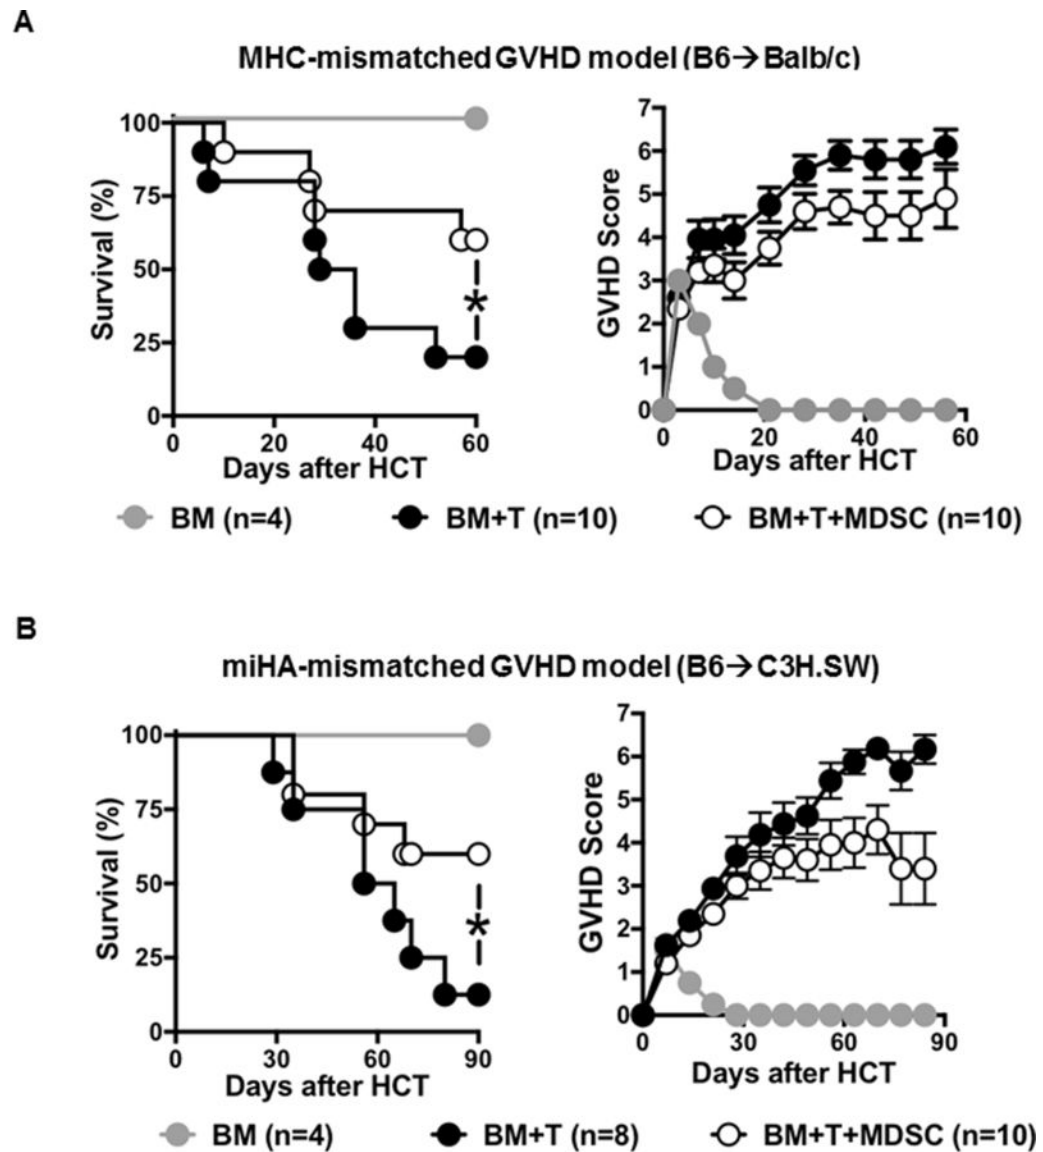 A
MHC-mismatched GVHD model (B6→Balb/c)
Survival (%)
100
75
50
25
0
0 20 40 60
Days after HCT
*
GVHD Score
7
6
5
4
3
2
1
0
0 20 40 60
Days after HCT
BM (n=4) BM+T (n=10) BM+T+MDSC (n=10)
B
miHA-mismatched GVHD model (B6→C3H.SW)
Survival (%)
100
75
50
25
0
0 30 60 90
Days after HCT
*
GVHD Score
7
6
5
4
3
2
1
0
0 30 60 90
Days after HCT
BM (n=4) BM+T (n=8) BM+T+MDSC (n=10)